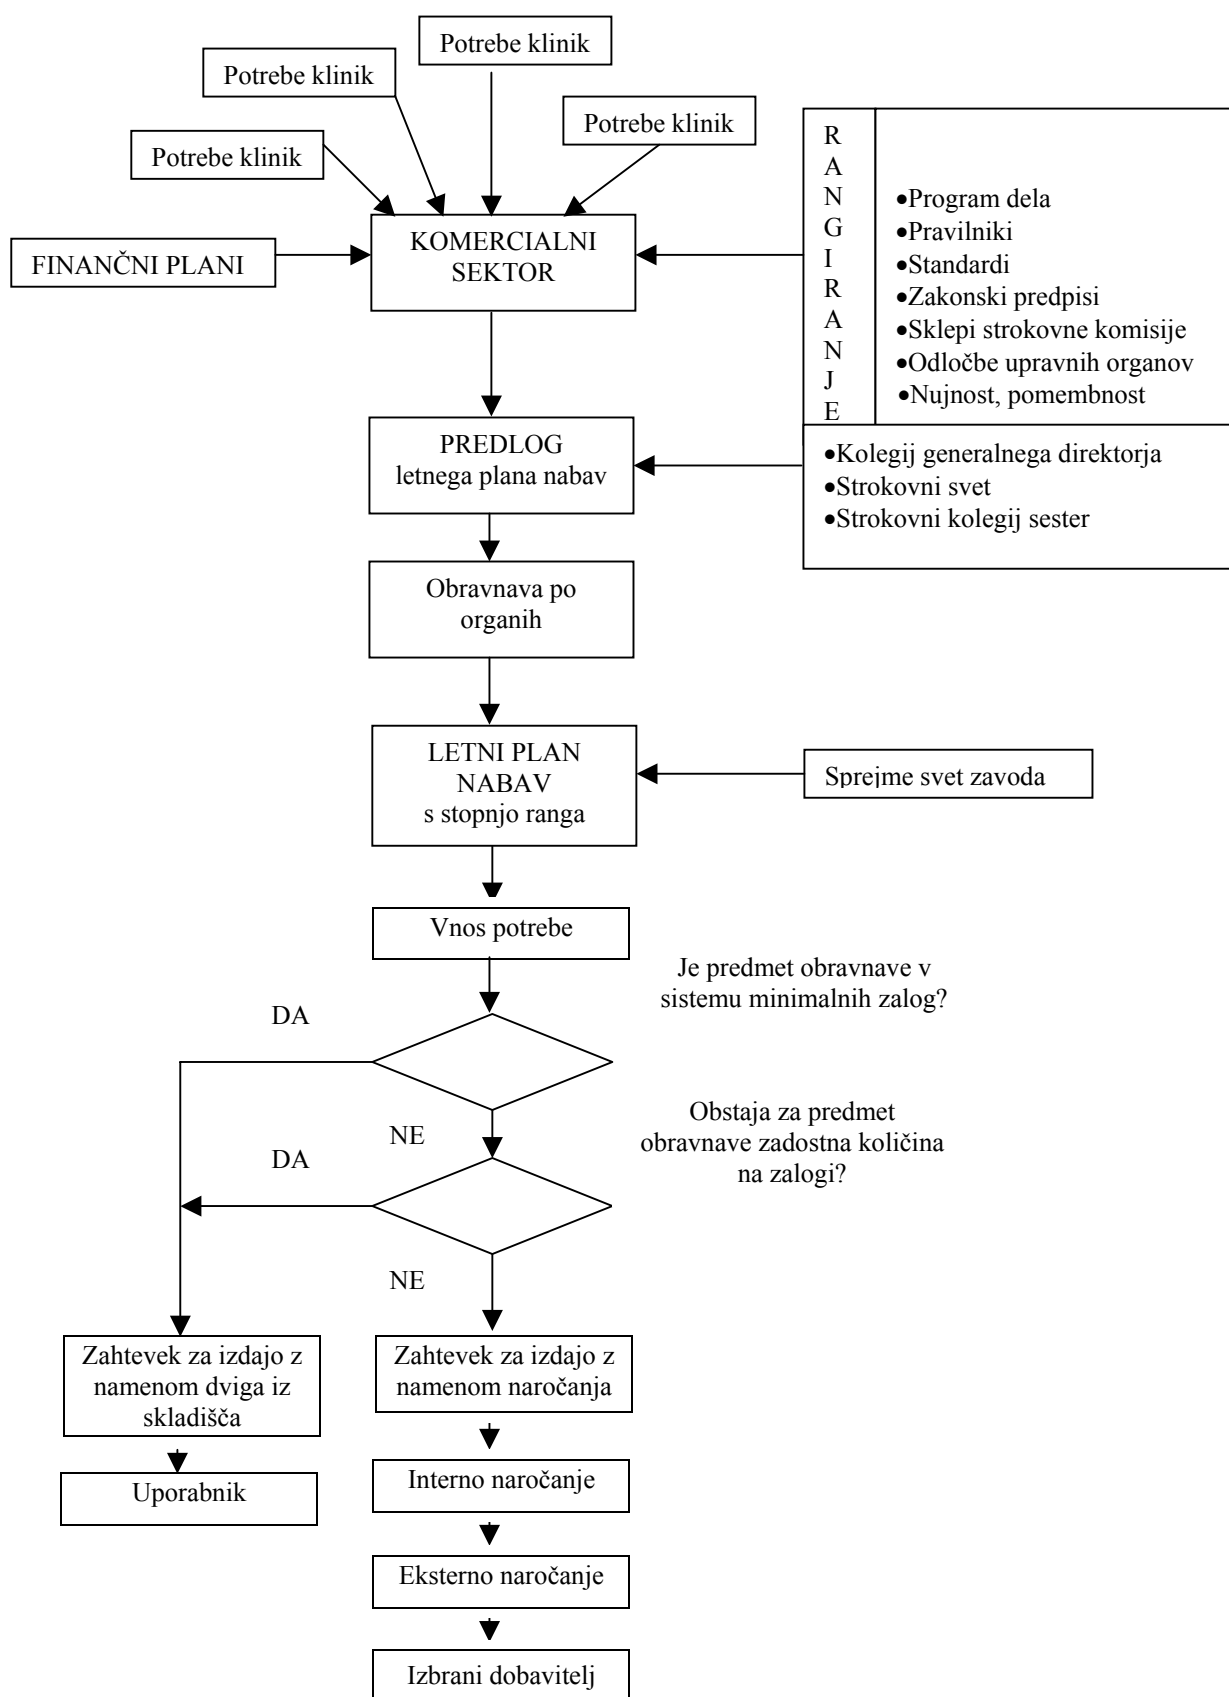 Potrebe klinik
Potrebe klinik
Potrebe klinik
Potrebe klinik
FINANČNI PLANI
KOMERCIALNI
SEKTOR
R
A
N
G
I
R
A
N
J
E
•Program dela
•Pravilniki
•Standardi
•Zakonski predpisi
•Sklepi strokovne komisije
•Odločbe upravnih organov
•Nujnost, pomembnost
PREDLOG
letnega plana nabav
•Kolegij generalnega direktorja
•Strokovni svet
•Strokovni kolegij sester
Obravnava po
organih
LETNI PLAN
NABAV
s stopnjo ranga
Sprejme svet zavoda
Vnos potrebe
Je predmet obravnave v
sistemu minimalnih zalog?
DA
NE
Obstaja za predmet
obravnave zadostna količina
na zalogi?
DA
NE
Zahtevek za izdajo z
namenom dviga iz
skladišča
Zahtevek za izdajo z
namenom naročanja
Uporabnik
Interno naročanje
Eksterno naročanje
Izbrani dobavitelj